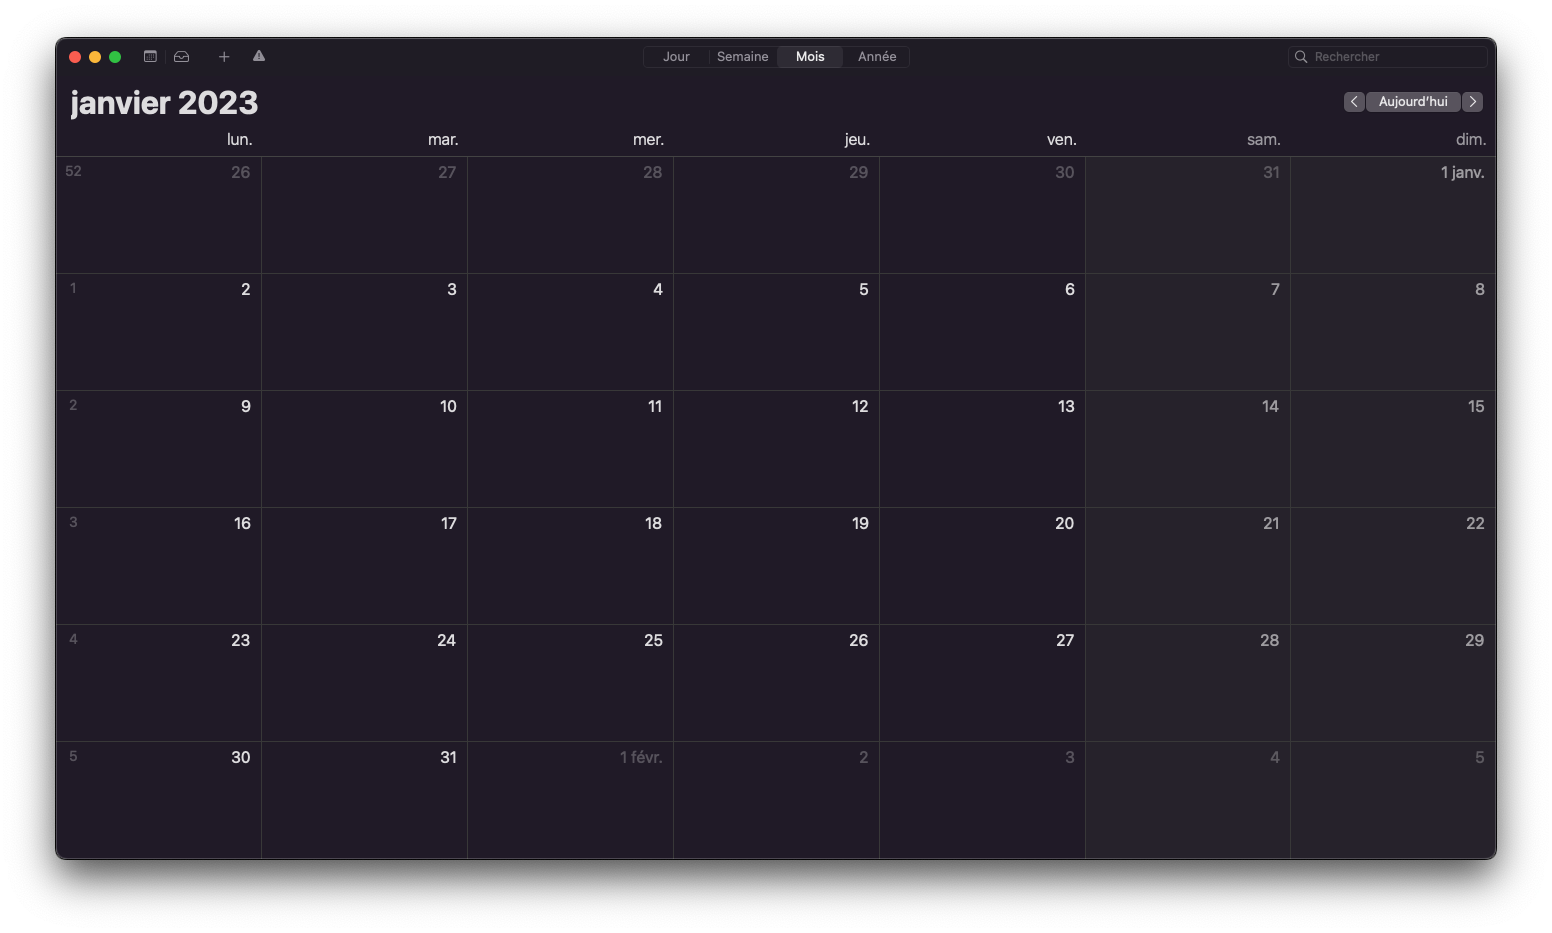 Jour Semaine Mois Année Rechercher
janvier 2023 Aujourd'hui
lun. mar. mer. jeu. ven. sam. dim.
52 26 27 28 29 30 31 1 janv.
1 2 3 4 5 6 7 8
2 9 10 11 12 13 14 15
3 16 17 18 19 20 21 22
4 23 24 25 26 27 28 29
5 30 31 1 févr. 2 3 4 5